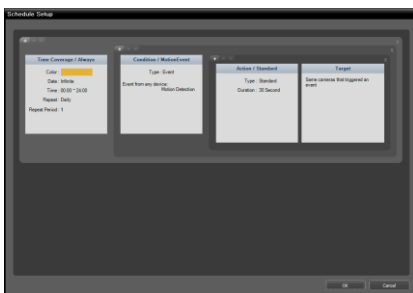 Schedule Setup
Time Coverage / Always
Color :
Date : Infinite
Time : 00:00 ~ 24:00
Repeat : Daily
Repeat Period : 1
Condition / MotionEvent
Type : Event
Event from any device:
Motion Detection
Action / Standard
Type : Standard
Duration : 30 Second
Target
Same cameras that triggered an
event
OK
Cancel